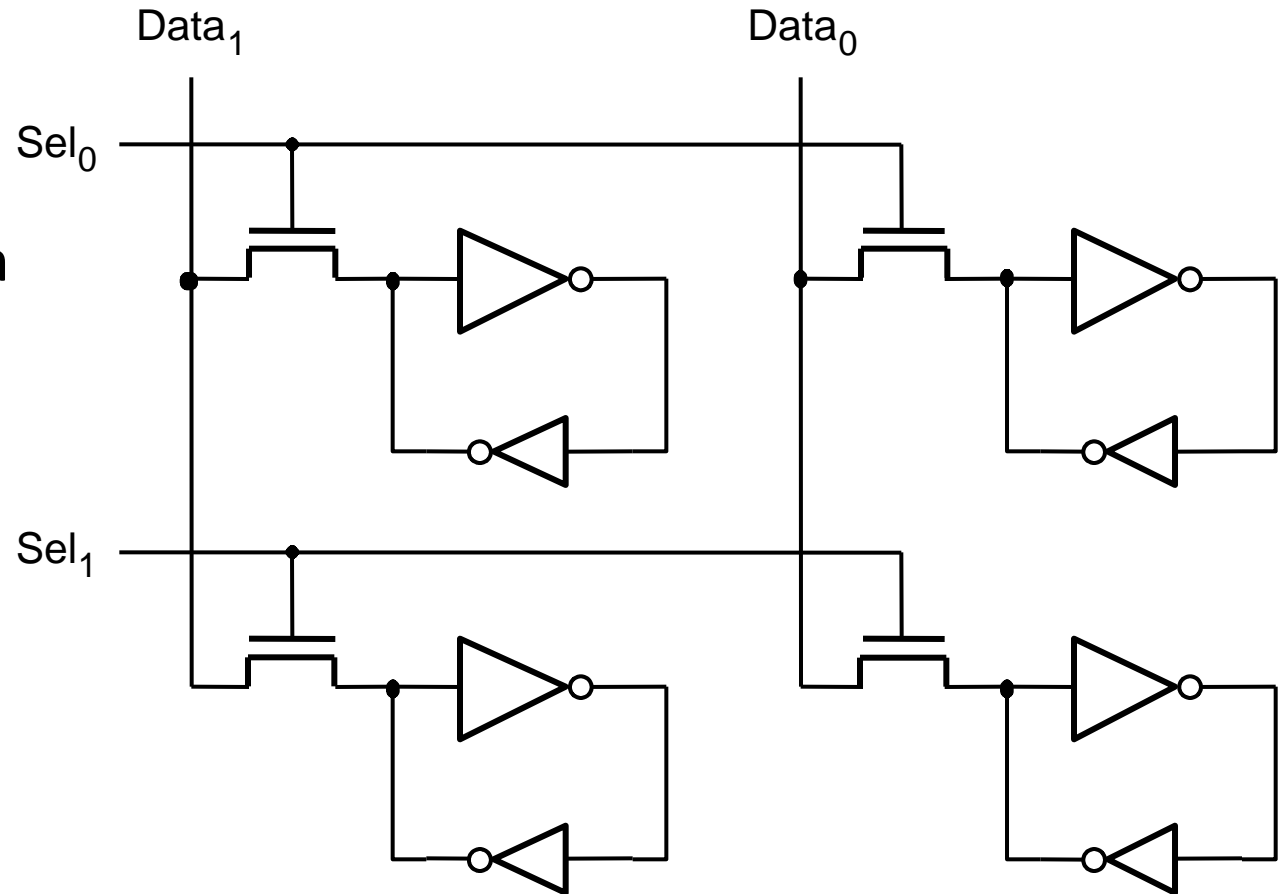 Data₁ Data₀
Sel₀
n
Sel₁